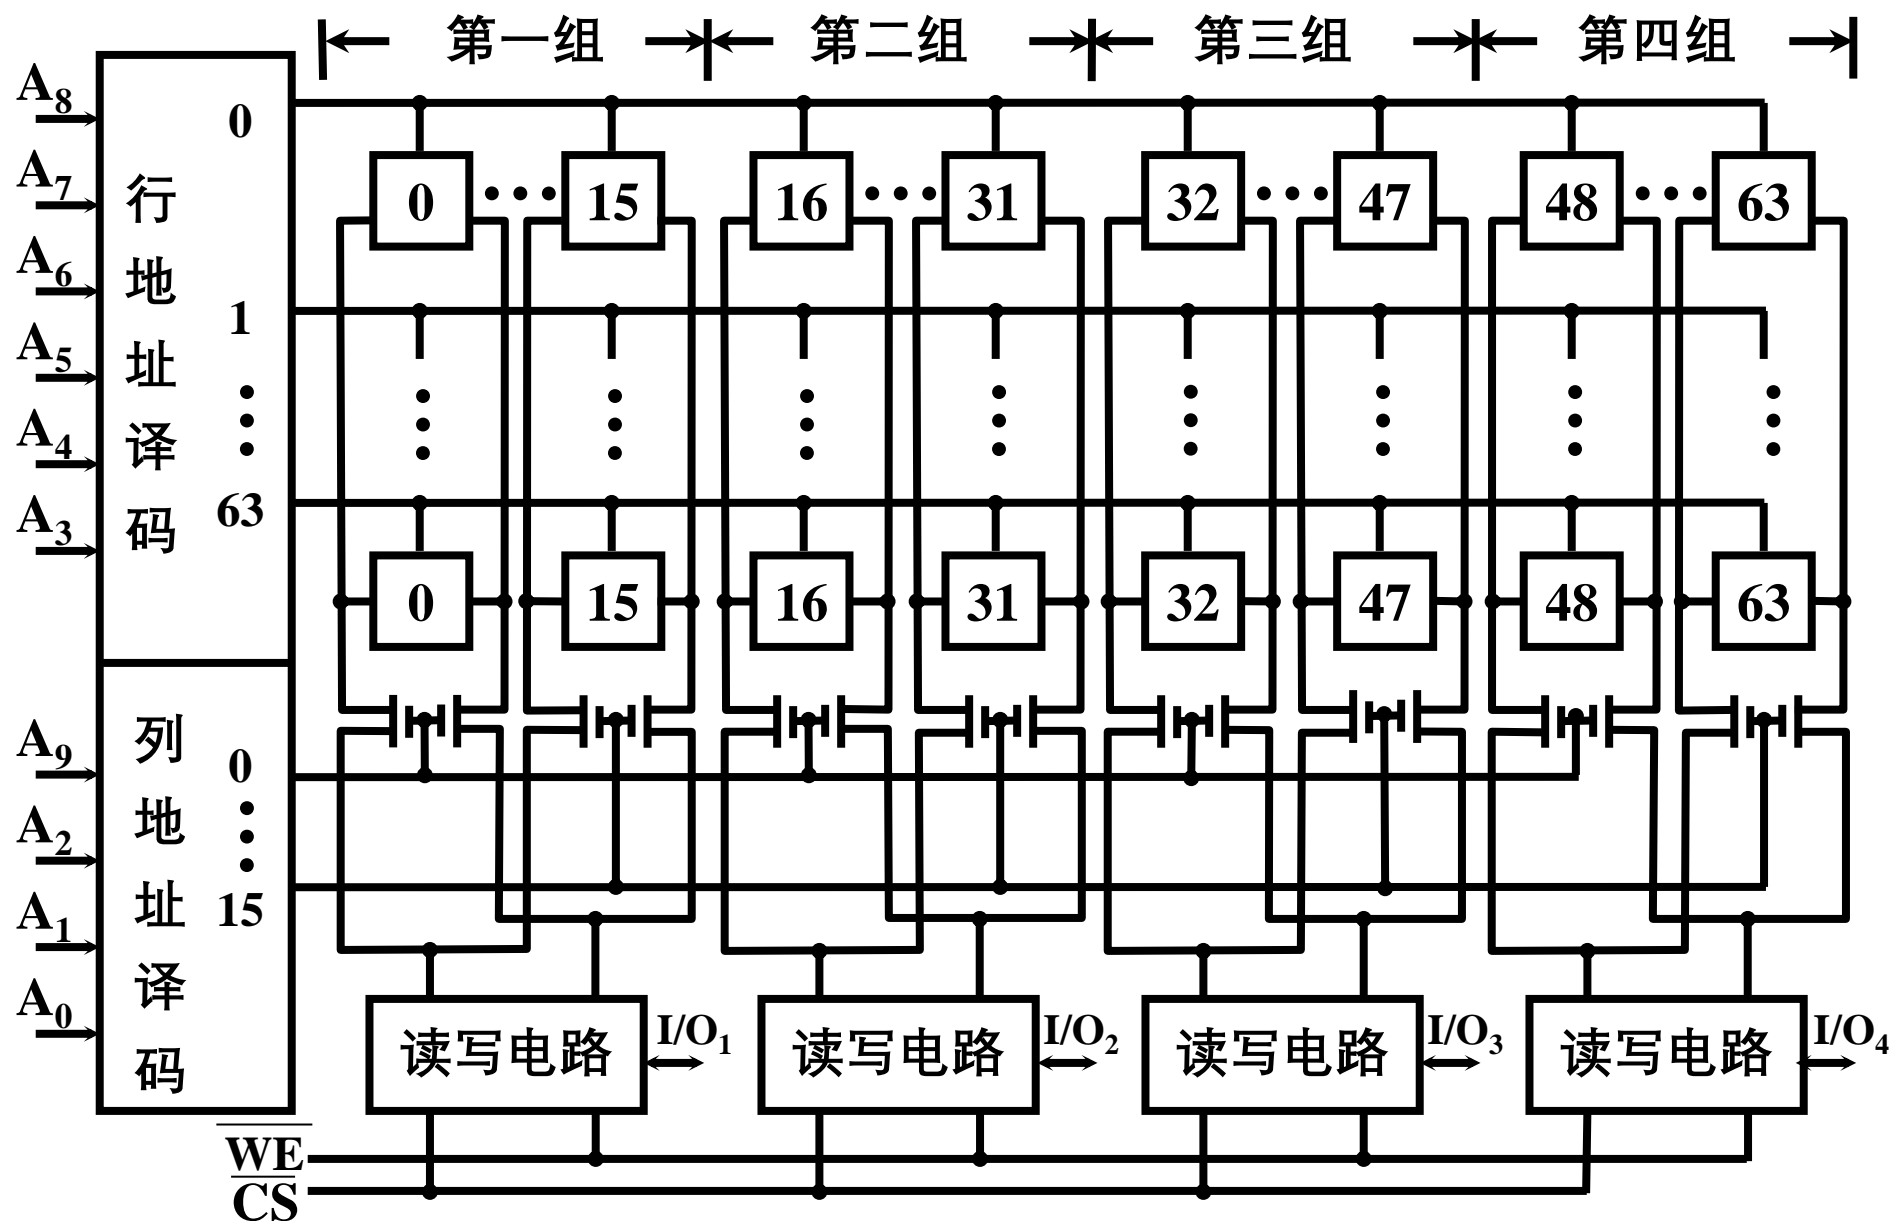 第一组 第二组 第三组 第四组
A8
A7
A6
A5
A4
A3
行地址译码
0
1
63
0 15 16 31 32 47 48 63
0 15 16 31 32 47 48 63
A9
A2
A1
A0
列地址译码
0
15
读写电路 I/O1 读写电路 I/O2 读写电路 I/O3 读写电路 I/O4
WE
CS